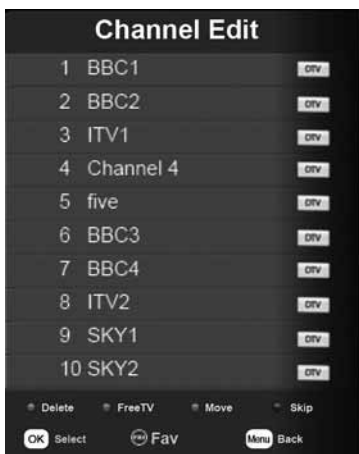 Channel Edit
1 BBC1 DTV
2 BBC2 DTV
3 ITV1 DTV
4 Channel 4 DTV
5 five DTV
6 BBC3 DTV
7 BBC4 DTV
8 ITV2 DTV
9 SKY1 DTV
10 SKY2 DTV
Delete FreeTV Move Skip
OK Select FAV Fav Menu Back